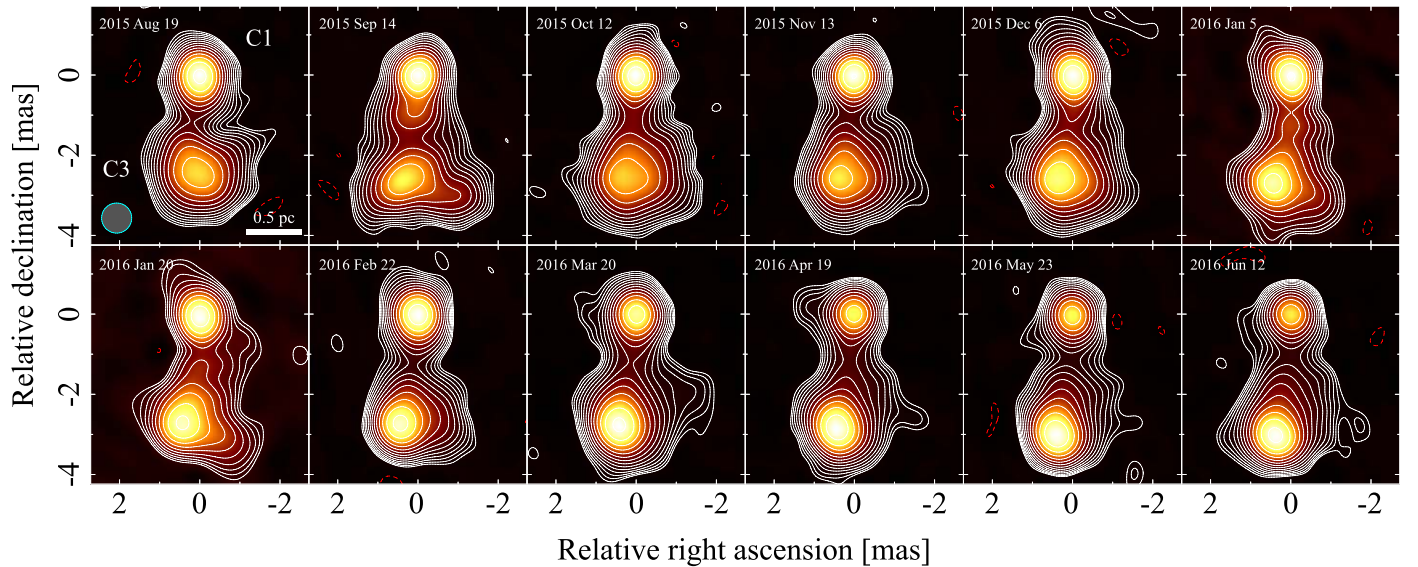 2015 Aug 19
2015 Sep 14
2015 Oct 12
2015 Nov 13
2015 Dec 6
2016 Jan 5
C1
C3
0.5 pc
0
-2
-4
2016 Jan 20
2016 Feb 22
2016 Mar 20
2016 Apr 19
2016 May 23
2016 Jun 12
0
-2
-4
2 0 -2 2 0 -2 2 0 -2 2 0 -2 2 0 -2 2 0 -2
Relative declination [mas]
Relative right ascension [mas]